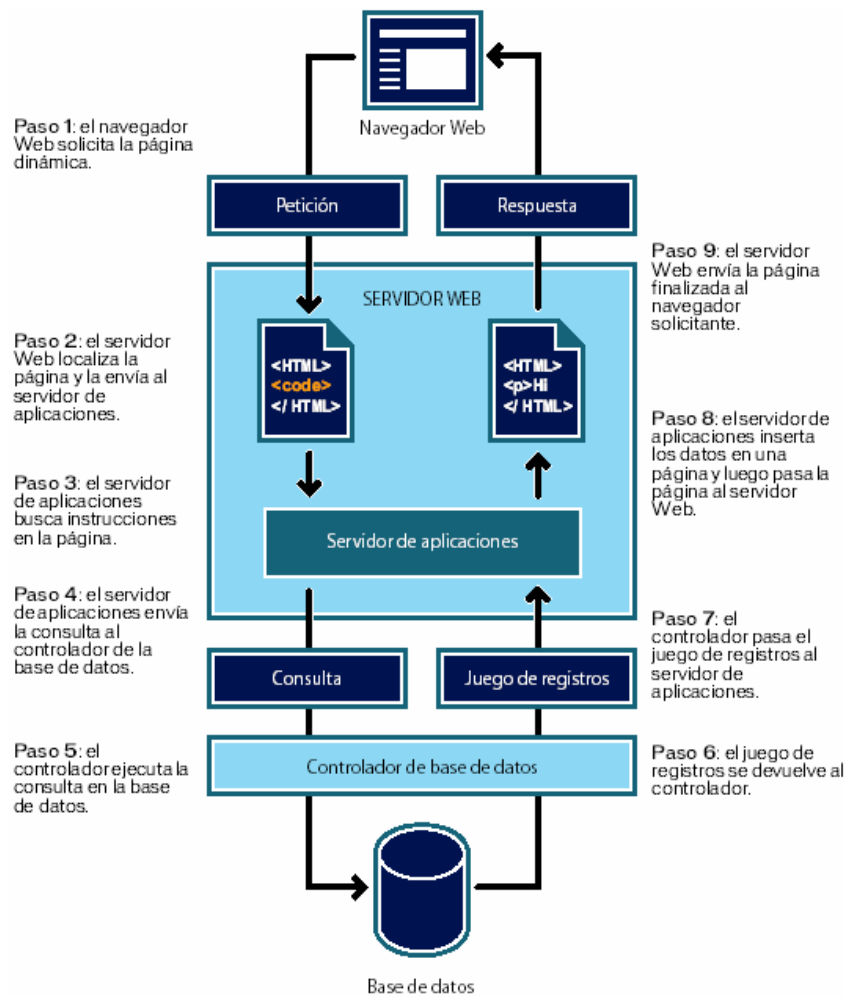 Navegador Web
Paso 1: el navegador
Web solicita la página
dinámica.
Petición
Respuesta
Paso 9: el servidor
Web envía la página
finalizada al
navegador
solicitante.
SERVIDOR WEB
Paso 2: el servidor
Web localiza la
página y la envía al
servidor de
aplicaciones.
<HTML>
<code>
</ HTML>
<HTML>
<p>Hi
</ HTML>
Paso 8: el servidor de
aplicaciones inserta
los datos en una
página y luego pasa la
página al servidor
Web.
Paso 3: el servidor
de aplicaciones
busca instrucciones
en la página.
Servidor de aplicaciones
Paso 4: el servidor
de aplicaciones envía
la consulta al
controlador de la
base de datos.
Paso 7: el
controlador pasa el
juego de registros al
servidor de
aplicaciones.
Consulta
Juego de registros
Paso 5: el
controlador ejecuta la
consulta en la base
de datos.
Controlador de base de datos
Paso 6: el juego de
registros se devuelve al
controlador.
Base de datos